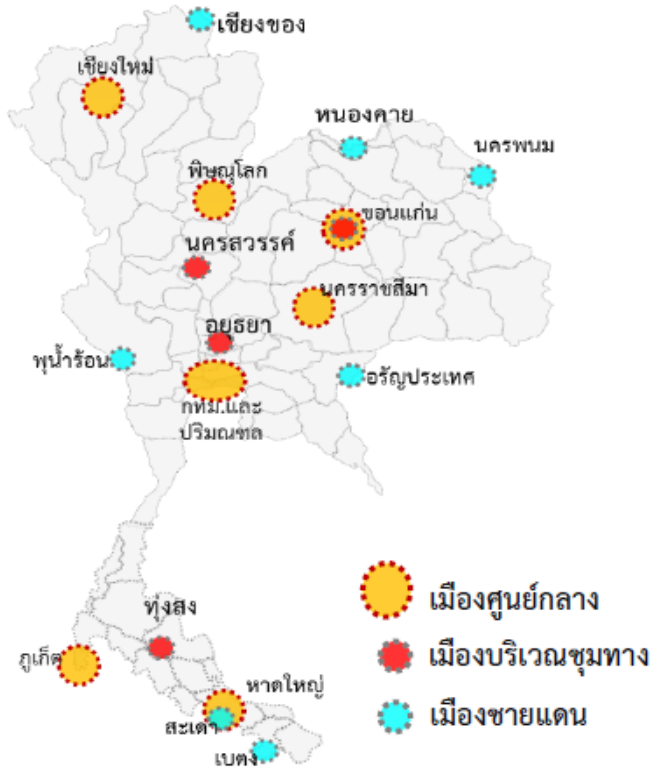 เชียงของ
เชียงใหม่
หนองคาย
นครพนม
พิษณุโลก
ขอนแก่น
นครสวรรค์
นครราชสีมา
อยุธยา
พุน้ำร้อน
อรัญประเทศ
กทม.และ
ปริมณฑล
ทุ่งสง
เมืองศูนย์กลาง
ภูเก็ต
เมืองบริเวณชุมทาง
หาดใหญ่
สะเดา
เมืองชายแดน
เบตง